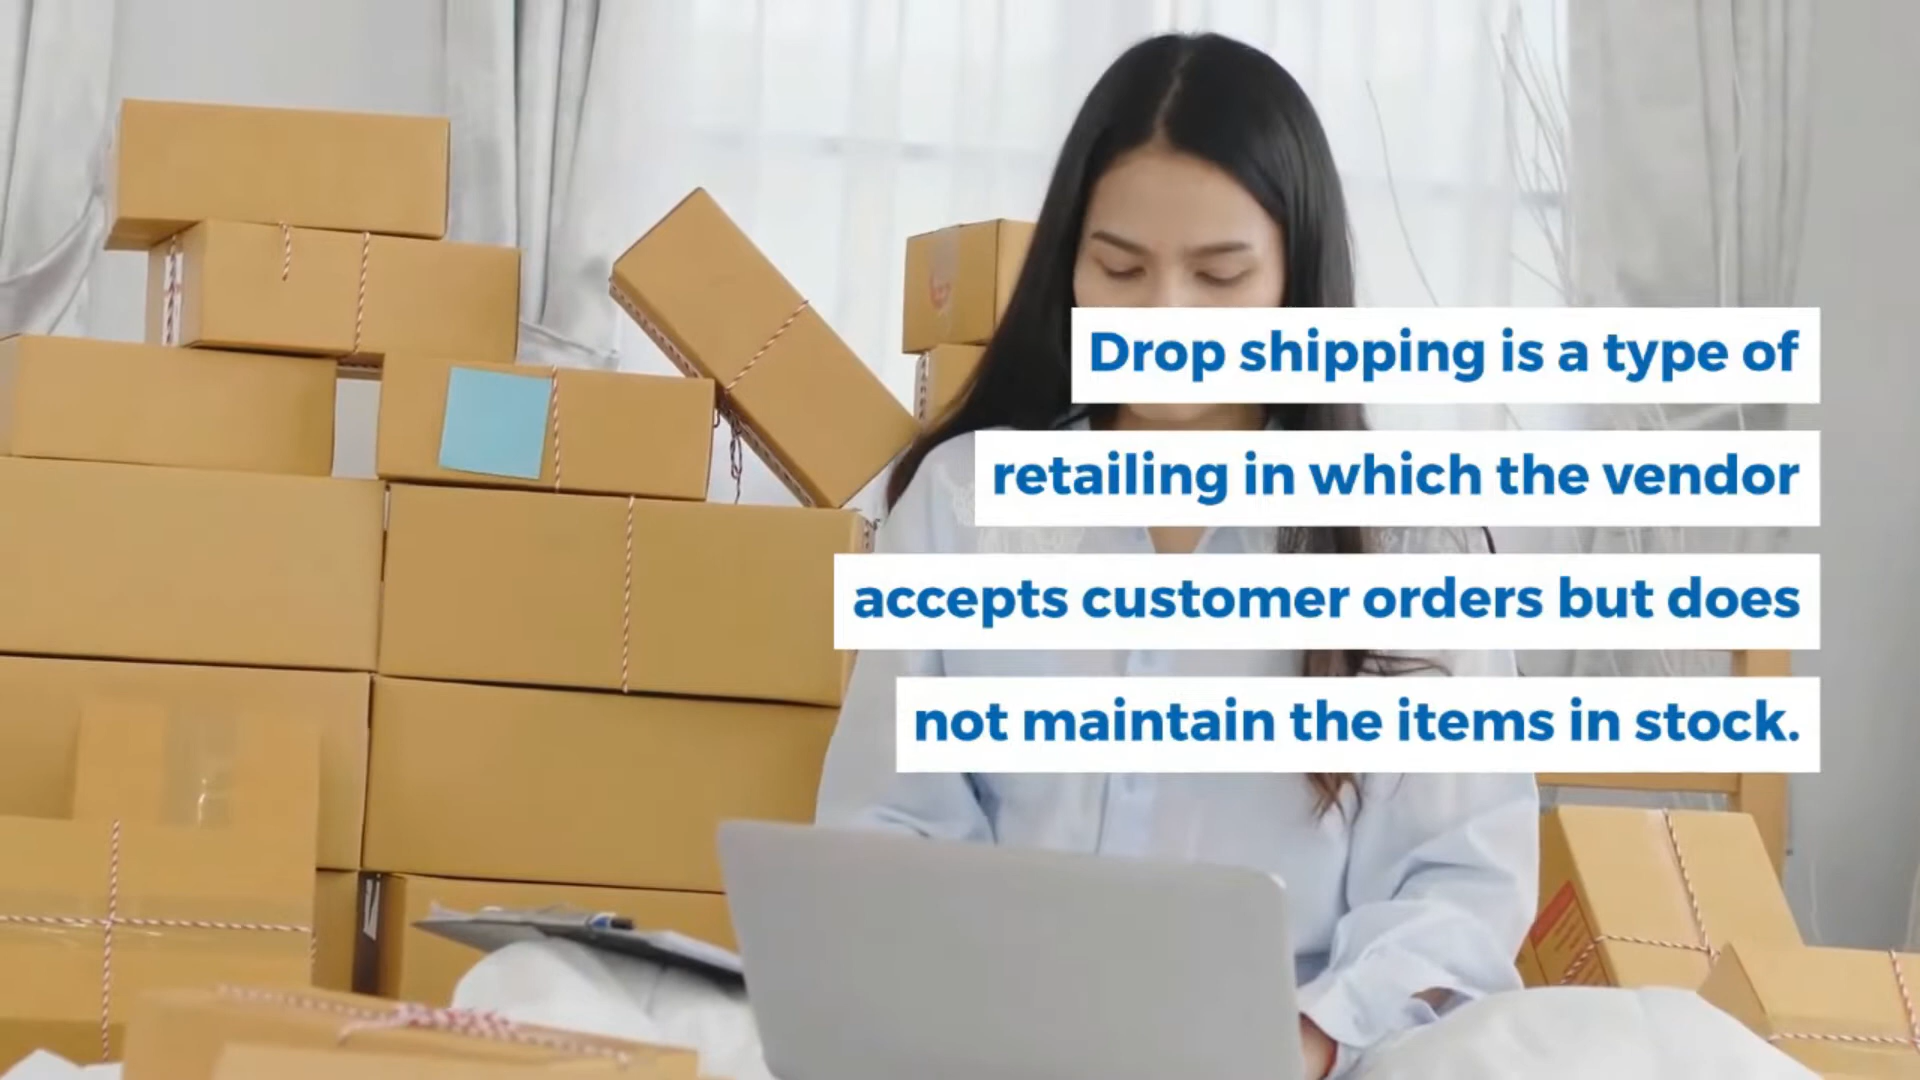 Drop shipping is a type of
retailing in which the vendor
accepts customer orders but does
not maintain the items in stock.